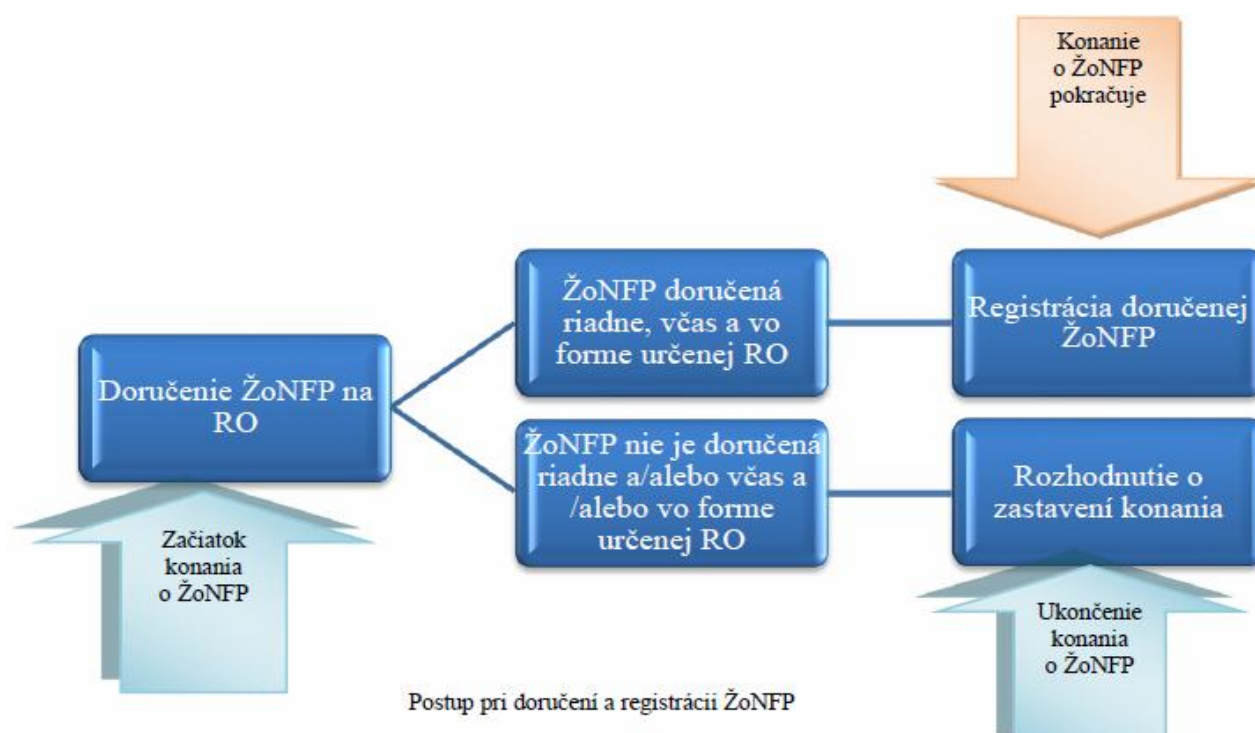 Konanie
o ŽoNFP
pokračuje
ŽoNFP doručená
riadne, včas a vo
forme určenej RO
Registrácia doručenej
ŽoNFP
Doručenie ŽoNFP na
RO
ŽoNFP nie je doručená
riadne a/alebo včas a
/alebo vo forme
určenej RO
Rozhodnutie o
zastavení konania
Začiatok
konania
o ŽoNFP
Ukončenie
konania
o ŽoNFP
Postup pri doručení a registrácii ŽoNFP